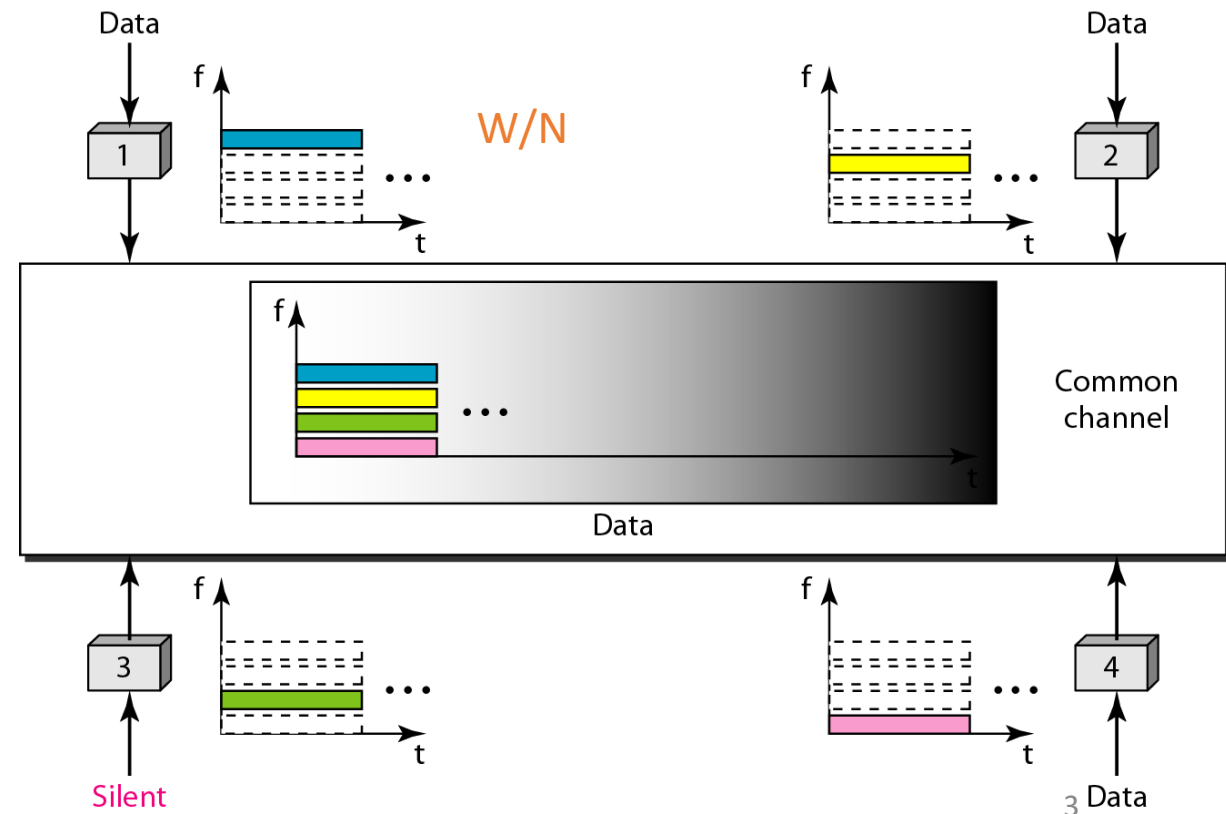 Data
Data
f
f
W/N
1
2
...
...
t
t
f
Common
channel
...
t
Data
f
f
3
4
...
...
t
t
Silent
3
Data